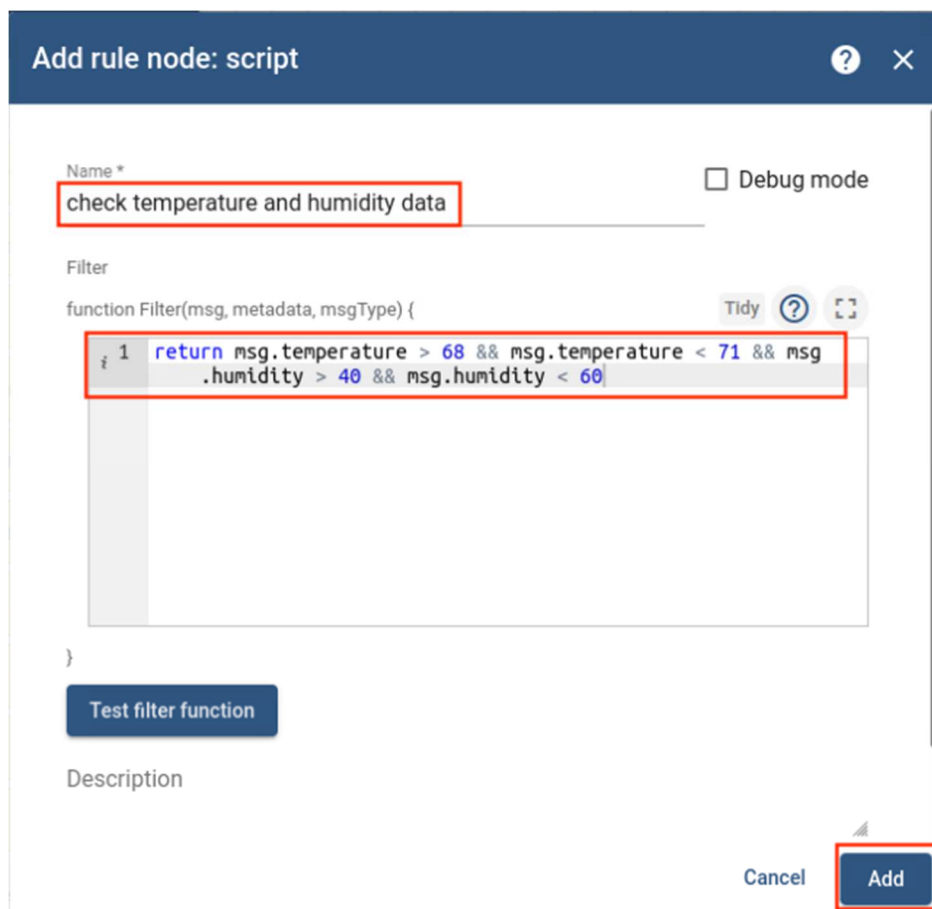 Add rule node: script
Name *
check temperature and humidity data
Debug mode
Filter
function Filter(msg, metadata, msgType) {
Tidy
i 1 return msg.temperature > 68 && msg.temperature < 71 && msg
.humidity > 40 && msg.humidity < 60
}
Test filter function
Description
Cancel
Add